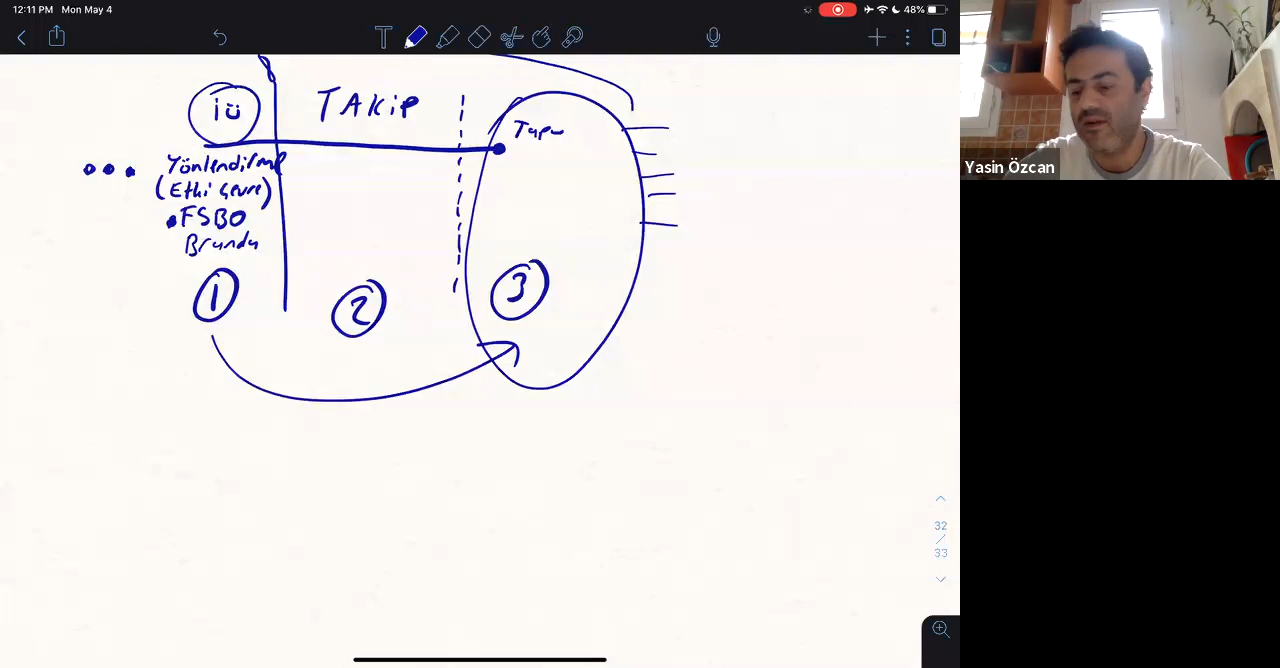 12:11 PM Mon May 4
48%
İÜ
TAKİP
Tapu
Yönlendirme
(Etki Çevre)
FSBO
Branda
1
2
3
32
33
Yasin Özcan